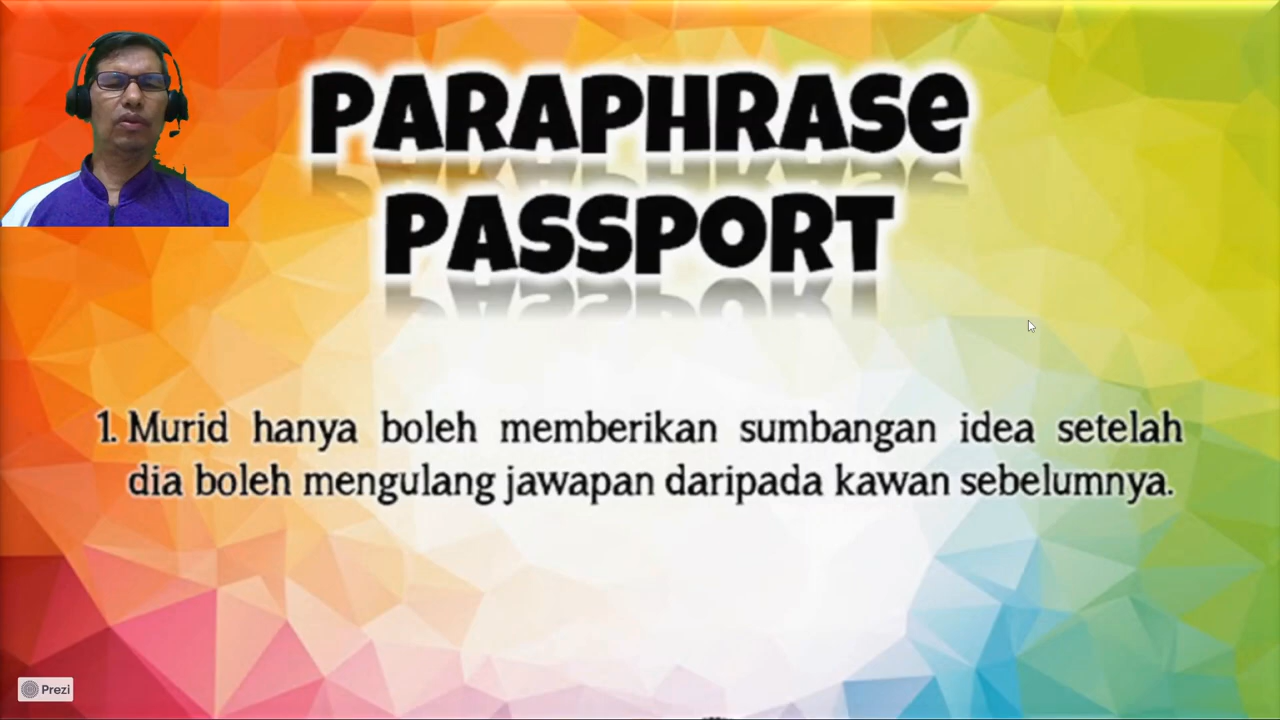 PARAPHRASE
PASSPORT
1. Murid hanya boleh memberikan sumbangan idea setelah
dia boleh mengulang jawapan daripada kawan sebelumnya.
Prezi